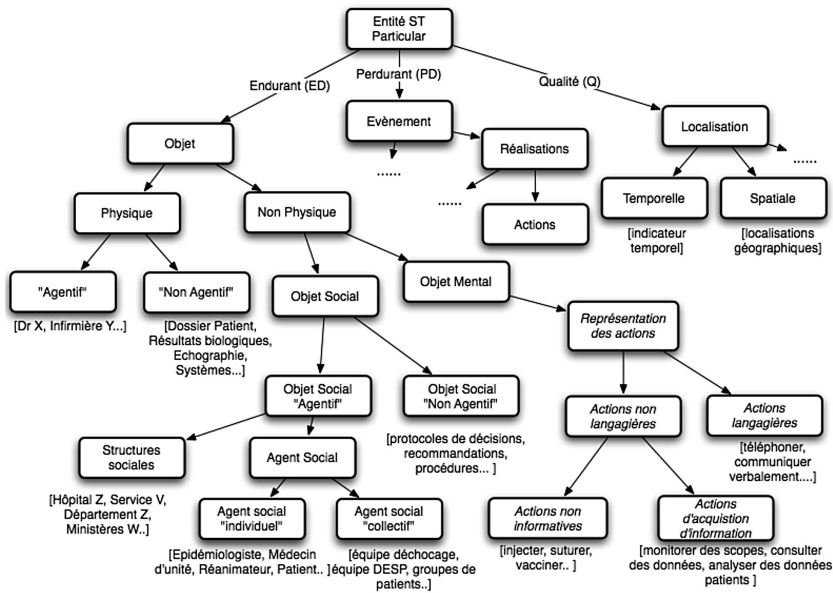 Entité ST
Particular
Endurant (ED)
Perdurant (PD)
Qualité (Q)
Objet
Evènement
Localisation
Réalisations
......
......
......
Physique
Non Physique
Actions
Temporelle
Spatiale
[indicateur
temporel]
[localisations
géographiques]
"Agentif"
"Non Agentif"
Objet Social
Objet Mental
[Dr X, Infirmière Y...]
[Dossier Patient,
Résultats biologiques,
Echographie,
Systèmes...]
Représentation
des actions
Objet Social
"Agentif"
Objet Social
"Non Agentif"
Actions non
langagières
Actions
langagières
[protocoles de décisions,
recommandations,
procédures... ]
[téléphoner,
communiquer
verbalement....]
Structures
sociales
Agent Social
[Hôpital Z, Service V,
Département Z,
Ministères W..]
Agent social
"individuel"
Agent social
"collectif"
Actions non
informatives
Actions
d'acquistion
d'information
[Epidémiologiste, Médecin
d'unité, Réanimateur, Patient.. ]
[équipe déchocage,
équipe DESP, groupes de
patients..]
[injecter, suturer,
vacciner.. ]
[monitorer des scopes, consulter
des données, analyser des données
patients ]